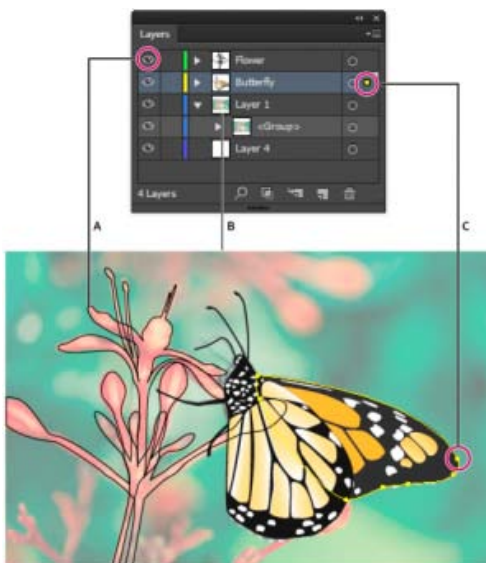 Layers
Flower
Butterfly
Layer 1
<Group>
Layer 4
4 Layers
A
B
C